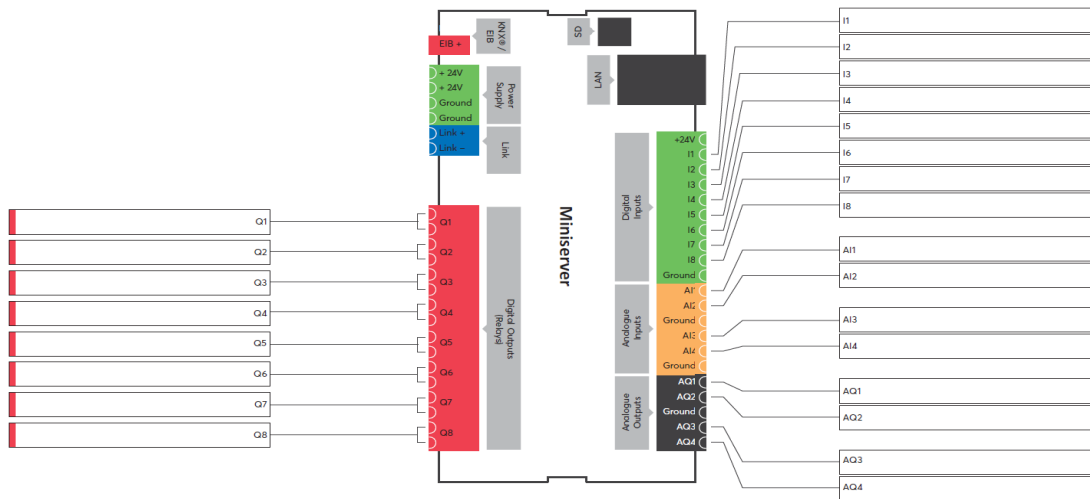 EIB +
KNX® /
EIB
+ 24V
+ 24V
Ground
Ground
Power
Supply
Link +
Link −
Link
Q1
Q2
Q3
Q4
Q5
Q6
Q7
Q8
Q1
Q2
Q3
Q4
Q5
Q6
Q7
Q8
Digital Outputs
(Relays)
Miniserver
SD
LAN
Digital
Inputs
+24V
I1
I2
I3
I4
I5
I6
I7
I8
Ground
Analogue
Inputs
AI1
AI2
Ground
AI3
AI4
Ground
Analogue
Outputs
AQ1
AQ2
Ground
AQ3
AQ4
I1
I2
I3
I4
I5
I6
I7
I8
AI1
AI2
AI3
AI4
AQ1
AQ2
AQ3
AQ4